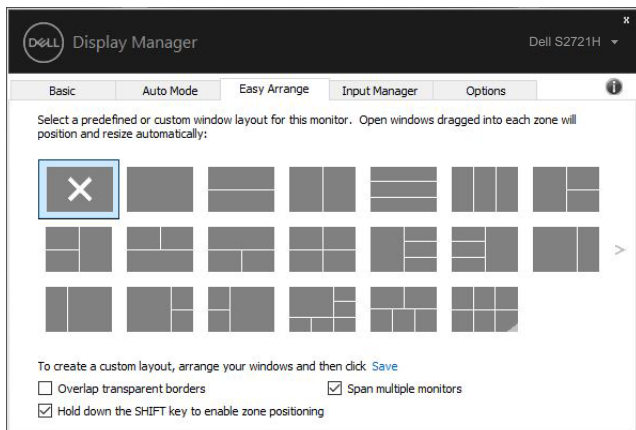 x
DELL Display Manager Dell S2721H
Basic Auto Mode Easy Arrange Input Manager Options
Select a predefined or custom window layout for this monitor. Open windows dragged into each zone will
position and resize automatically:
To create a custom layout, arrange your windows and then click Save
Overlap transparent borders Span multiple monitors
Hold down the SHIFT key to enable zone positioning